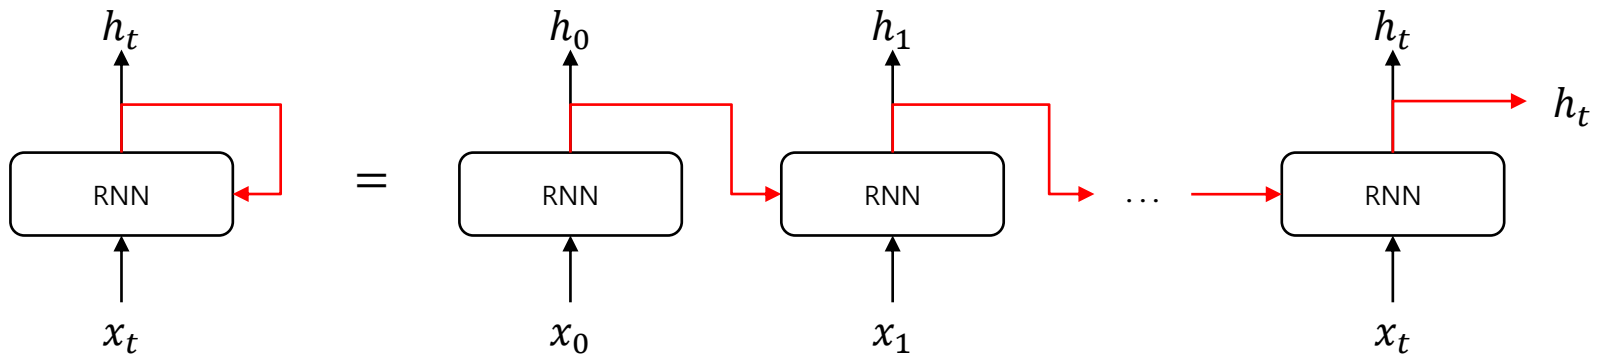 h_t h_0 h_1 h_t
h_t
RNN = RNN RNN ... RNN
x_t x_0 x_1 x_t